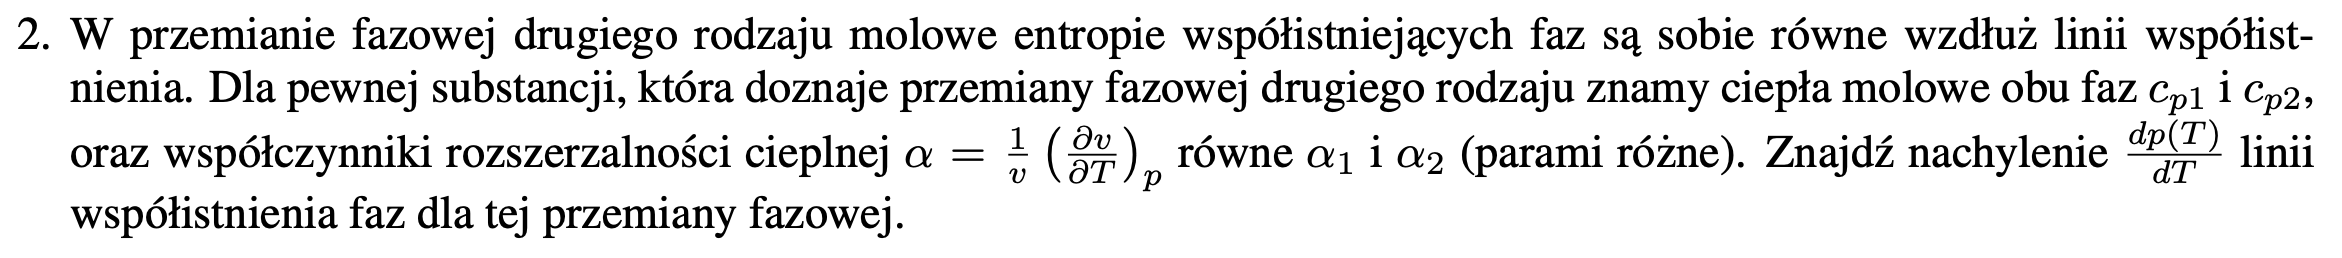 2. W przemianie fazowej drugiego rodzaju molowe entropie współistniejących faz są sobie równe wzdłuż linii współist-
nienia. Dla pewnej substancji, która doznaje przemiany fazowej drugiego rodzaju znamy ciepła molowe obu faz $c_{p1}$ i $c_{p2}$,
oraz współczynniki rozszerzalności cieplnej $\alpha = \frac{1}{v} \left(\frac{\partial v}{\partial T}\right)_p$ równe $\alpha_1$ i $\alpha_2$ (parami różne). Znajdź nachylenie $\frac{dp(T)}{dT}$ linii
współistnienia faz dla tej przemiany fazowej.